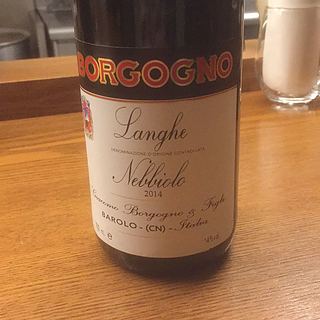 BORGOGNO
Langhe
DENOMINAZIONE D'ORIGINE CONTROLLATA
Nebbiolo
2014
Giacomo Borgogno & Figli
BAROLO - (CN) - Italia